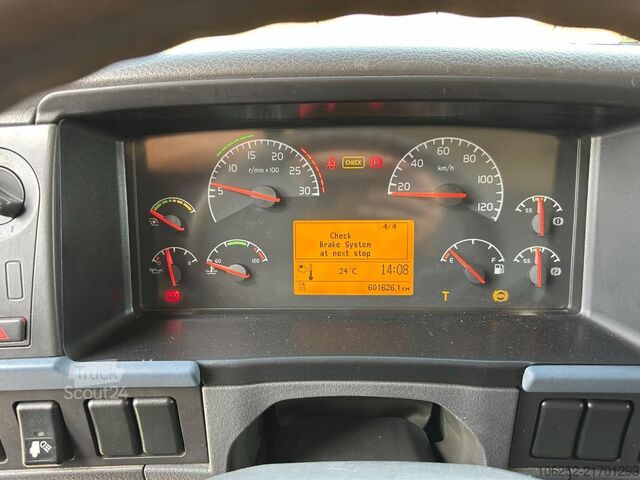 5 10 15 20 25 30
r/min x100
CHECK
20 40 60 80 100 120
km/h
4/4
Check
Brake System
at next stop
24°C 14:08
601626,1 KM
120
E F
T
Truck
Scout24
106252-21701293